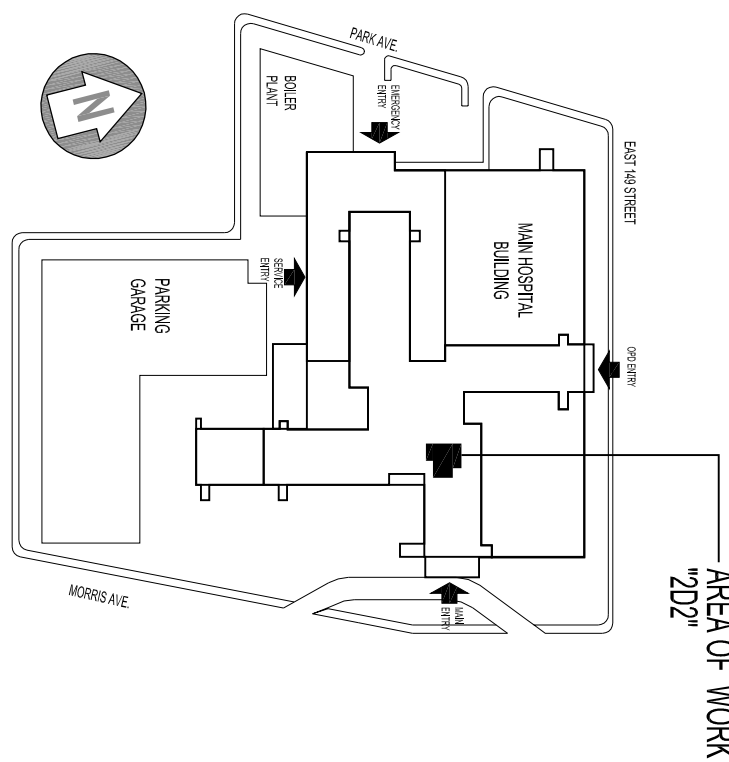 PARK AVE.
BOILER
PLANT
EMERGENCY
ENTRY
EAST 149 STREET
MAIN HOSPITAL
BUILDING
SERVICE
ENTRY
PARKING
GARAGE
OPD ENTRY
MORRIS AVE.
MAIN
ENTRY
AREA OF WORK
"2D2"
N